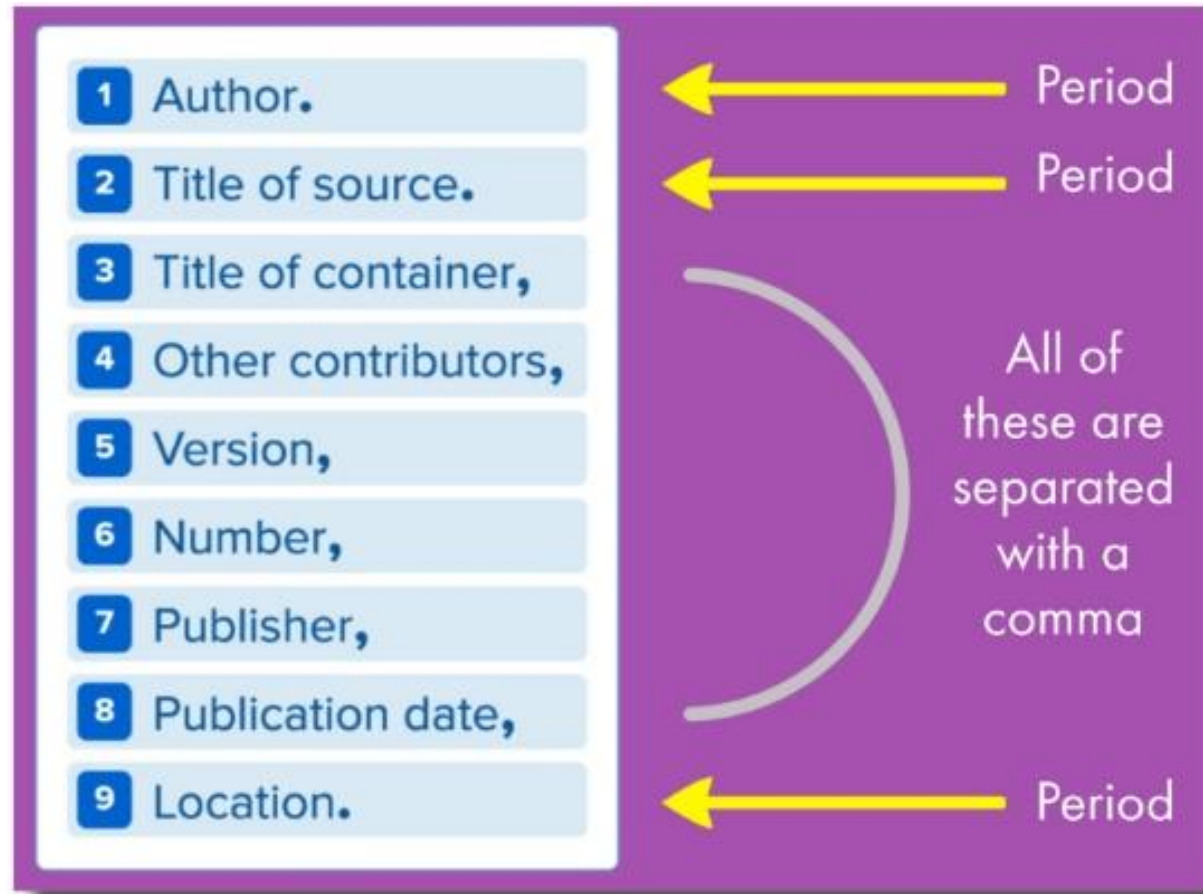 1 Author.
Period
2 Title of source.
Period
3 Title of container,
4 Other contributors,
5 Version,
6 Number,
7 Publisher,
8 Publication date,
All of
these are
separated
with a
comma
9 Location.
Period